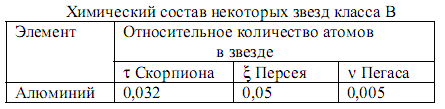 Химический состав некоторых звезд класса В
Элемент Относительное количество атомов
в звезде
τ Скорпиона ξ Персея ν Пегаса
Алюминий 0,032 0,05 0,005